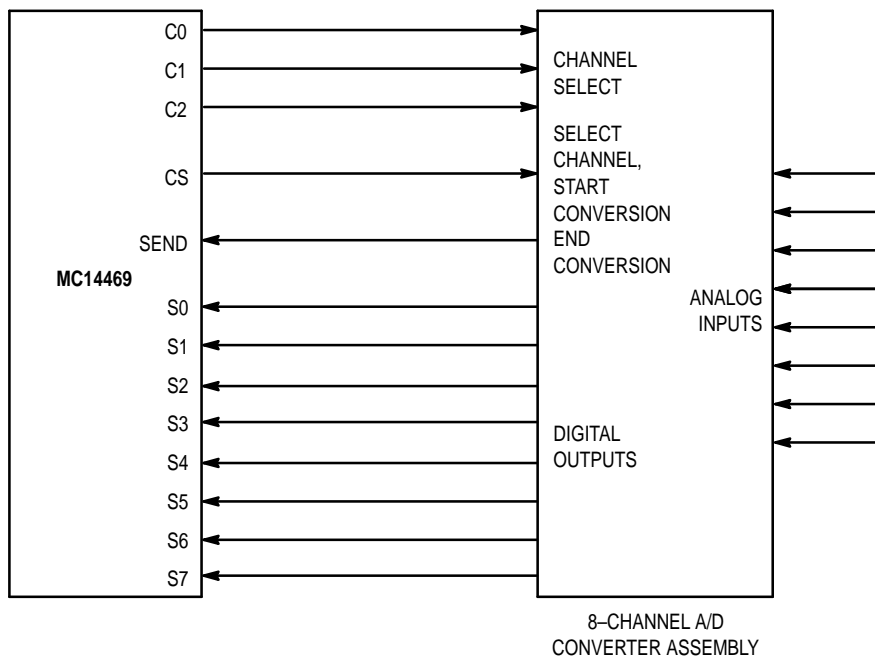 C0
C1
C2
CS
SEND
MC14469
S0
S1
S2
S3
S4
S5
S6
S7
CHANNEL
SELECT
SELECT
CHANNEL,
START
CONVERSION
END
CONVERSION
ANALOG
INPUTS
DIGITAL
OUTPUTS
8–CHANNEL A/D
CONVERTER ASSEMBLY